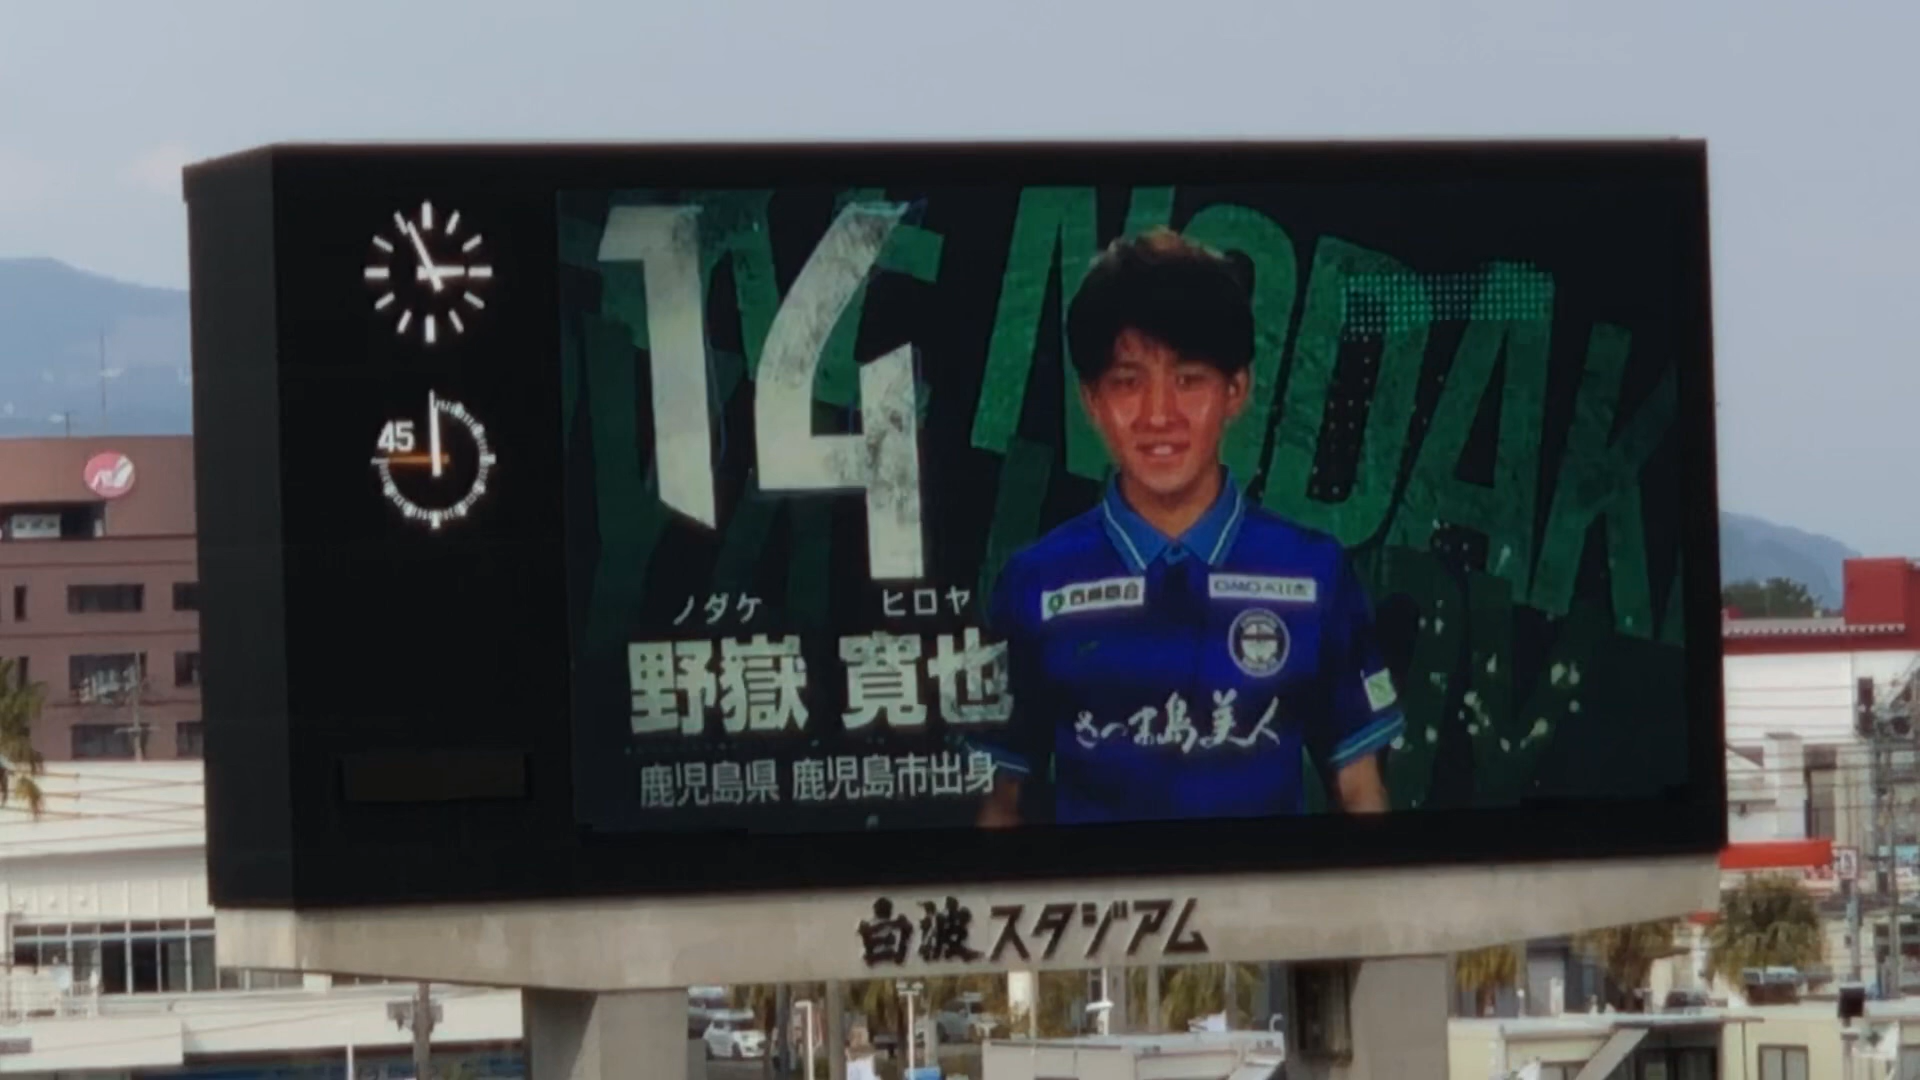 45
14
NODAK
ノダケ ヒロヤ
野嶽 寛也
鹿児島県 鹿児島市出身
さつま島美人
白波スタジアム